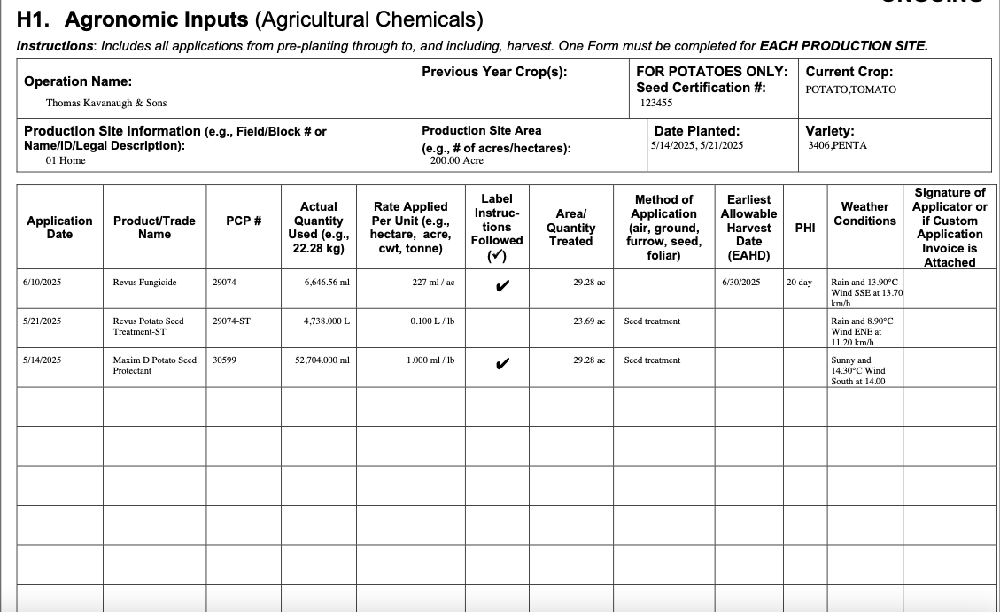 H1. Agronomic Inputs (Agricultural Chemicals)
Instructions: Includes all applications from pre-planting through to, and including, harvest. One Form must be completed for EACH PRODUCTION SITE.
Operation Name:
Thomas Kavanaugh & Sons
Previous Year Crop(s):
FOR POTATOES ONLY:
Seed Certification #:
123455
Current Crop:
POTATO,TOMATO
Production Site Information (e.g., Field/Block # or
Name/ID/Legal Description):
01 Home
Production Site Area
(e.g., # of acres/hectares):
200.00 Acre
Date Planted:
5/14/2025, 5/21/2025
Variety:
3406,PENTA
Application
Date
Product/Trade
Name
PCP #
Actual
Quantity
Used (e.g.,
22.28 kg)
Rate Applied
Per Unit (e.g.,
hectare, acre,
cwt, tonne)
Label
Instruc-
tions
Followed
(✓)
Area/
Quantity
Treated
Method of
Application
(air, ground,
furrow, seed,
foliar)
Earliest
Allowable
Harvest
Date
(EAHD)
PHI
Weather
Conditions
Signature of
Applicator or
if Custom
Application
Invoice is
Attached
6/10/2025
Revus Fungicide
29074
6,646.56 ml
227 ml / ac
✔
29.28 ac
6/30/2025
20 day
Rain and 13.90°C
Wind SSE at 13.70
km/h
5/21/2025
Revus Potato Seed
Treatment-ST
29074-ST
4,738.000 L
0.100 L / lb
23.69 ac
Seed treatment
Rain and 8.90°C
Wind ENE at
11.20 km/h
5/14/2025
Maxim D Potato Seed
Protectant
30599
52,704.000 ml
1.000 ml / lb
✔
29.28 ac
Seed treatment
Sunny and
14.30°C Wind
South at 14.00